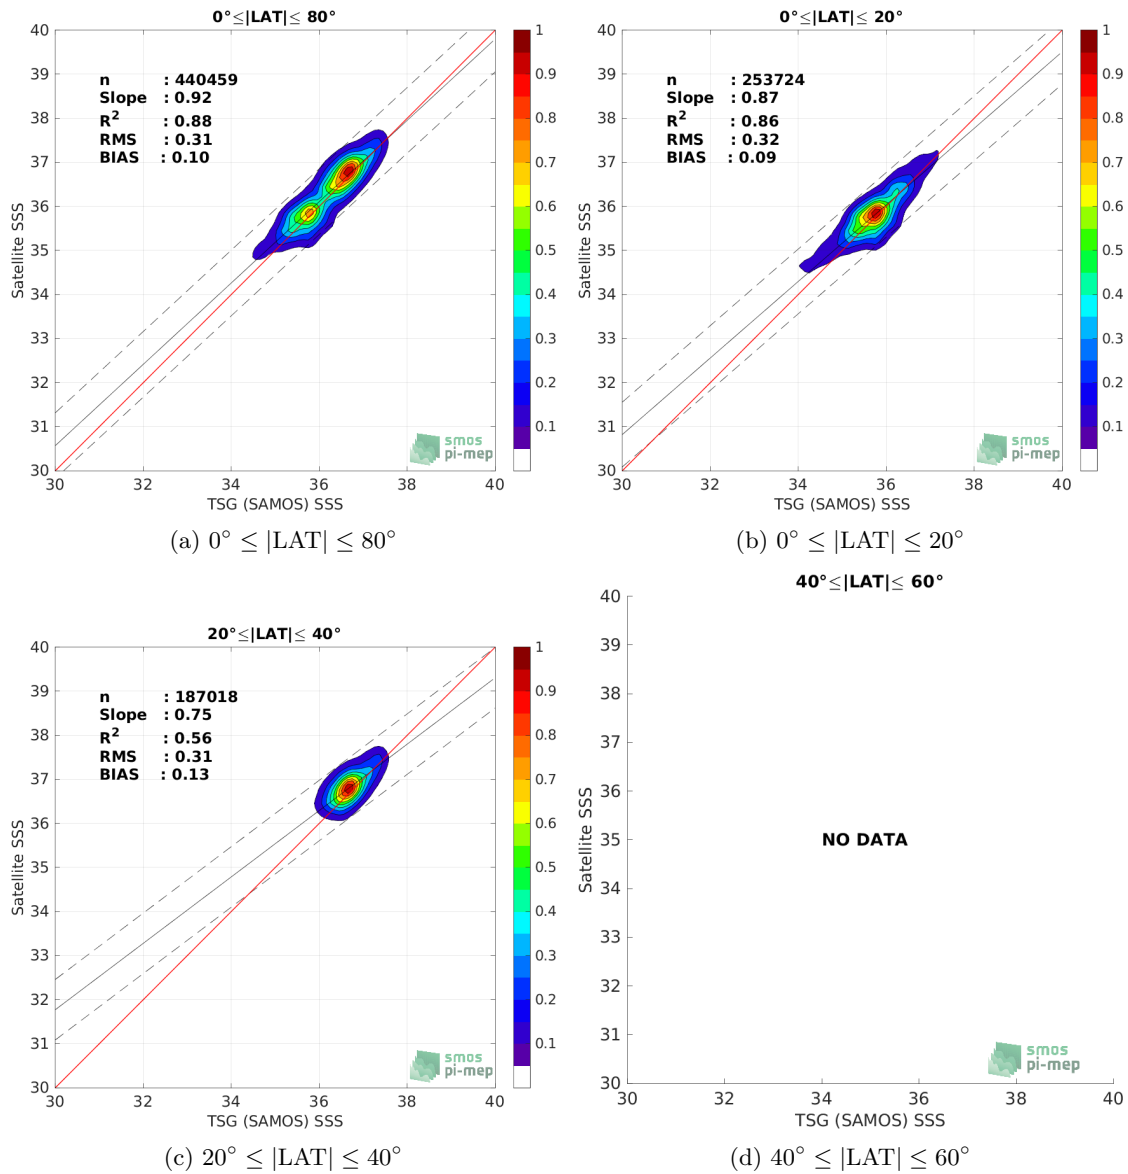 0°≤|LAT|≤ 80°
40
39
38
37
36
35
34
33
32
31
30
Satellite SSS
n : 440459
Slope : 0.92
R2 : 0.88
RMS : 0.31
BIAS : 0.10
1
0.9
0.8
0.7
0.6
0.5
0.4
0.3
0.2
0.1
smos
pi-mep
30 32 34 36 38 40
TSG (SAMOS) SSS
(a) 0° ≤ |LAT| ≤ 80°
0°≤|LAT|≤ 20°
40
39
38
37
36
35
34
33
32
31
30
Satellite SSS
n : 253724
Slope : 0.87
R2 : 0.86
RMS : 0.32
BIAS : 0.09
1
0.9
0.8
0.7
0.6
0.5
0.4
0.3
0.2
0.1
smos
pi-mep
30 32 34 36 38 40
TSG (SAMOS) SSS
(b) 0° ≤ |LAT| ≤ 20°
20°≤|LAT|≤ 40°
40
39
38
37
36
35
34
33
32
31
30
Satellite SSS
n : 187018
Slope : 0.75
R2 : 0.56
RMS : 0.31
BIAS : 0.13
1
0.9
0.8
0.7
0.6
0.5
0.4
0.3
0.2
0.1
smos
pi-mep
30 32 34 36 38 40
TSG (SAMOS) SSS
(c) 20° ≤ |LAT| ≤ 40°
40°≤|LAT|≤ 60°
40
39
38
37
36
35
34
33
32
31
30
Satellite SSS
NO DATA
smos
pi-mep
30 32 34 36 38 40
TSG (SAMOS) SSS
(d) 40° ≤ |LAT| ≤ 60°